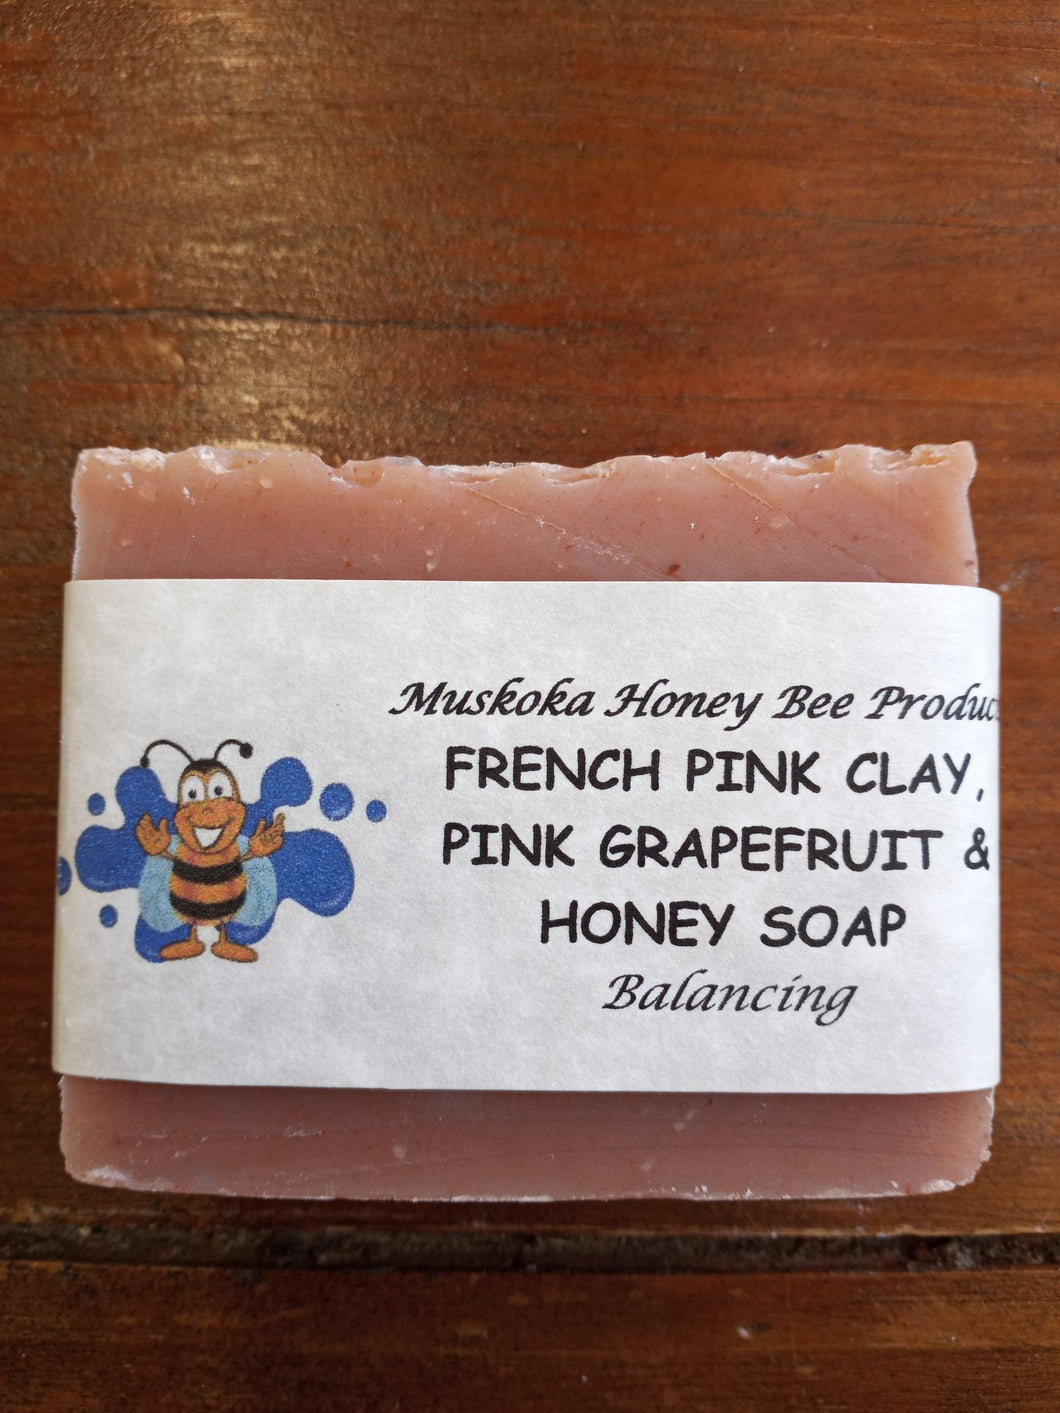 Muskoka Honey Bee Produc
FRENCH PINK CLAY,
PINK GRAPEFRUIT &
HONEY SOAP
Balancing